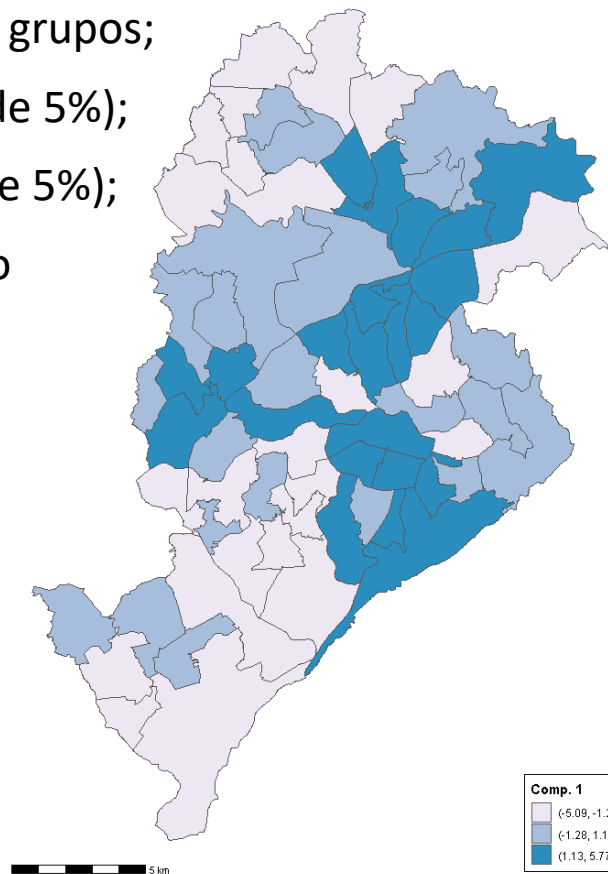 grupos;
de 5%);
e 5%);
Comp. 1
(-5.09, -1.2
(-1.28, 1.1
(1.13, 5.77
5 km